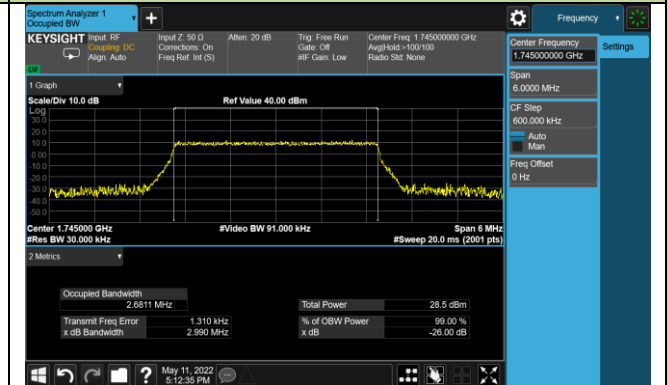 Spectrum Analyzer 1
Occupied BW
+
Frequency
KEYSIGHT
Input: RF
Coupling: DC
Align: Auto
Input Z: 50 Ω
Corrections: On
Freq Ref: Int (S)
Atten: 20 dB
Trig: Free Run
Gate: Off
#IF Gain: Low
Center Freq: 1.745000000 GHz
Avg|Hold:>100/100
Radio Std: None
Center Frequency
1.745000000 GHz
Settings
Span
6.0000 MHz
CF Step
600.000 kHz
Auto
Man
Freq Offset
0 Hz
1 Graph
Scale/Div 10.0 dB
Ref Value 40.00 dBm
Log
30.0
20.0
10.0
0.00
-10.0
-20.0
-30.0
-40.0
-50.0
Center 1.745000 GHz
#Video BW 91.000 kHz
Span 6 MHz
#Res BW 30.000 kHz
#Sweep 20.0 ms (2001 pts)
2 Metrics
Occupied Bandwidth
2.6811 MHz
Total Power 28.5 dBm
Transmit Freq Error 1.310 kHz
% of OBW Power 99.00 %
x dB Bandwidth 2.990 MHz
x dB -26.00 dB
?
May 11, 2022
5:12:35 PM